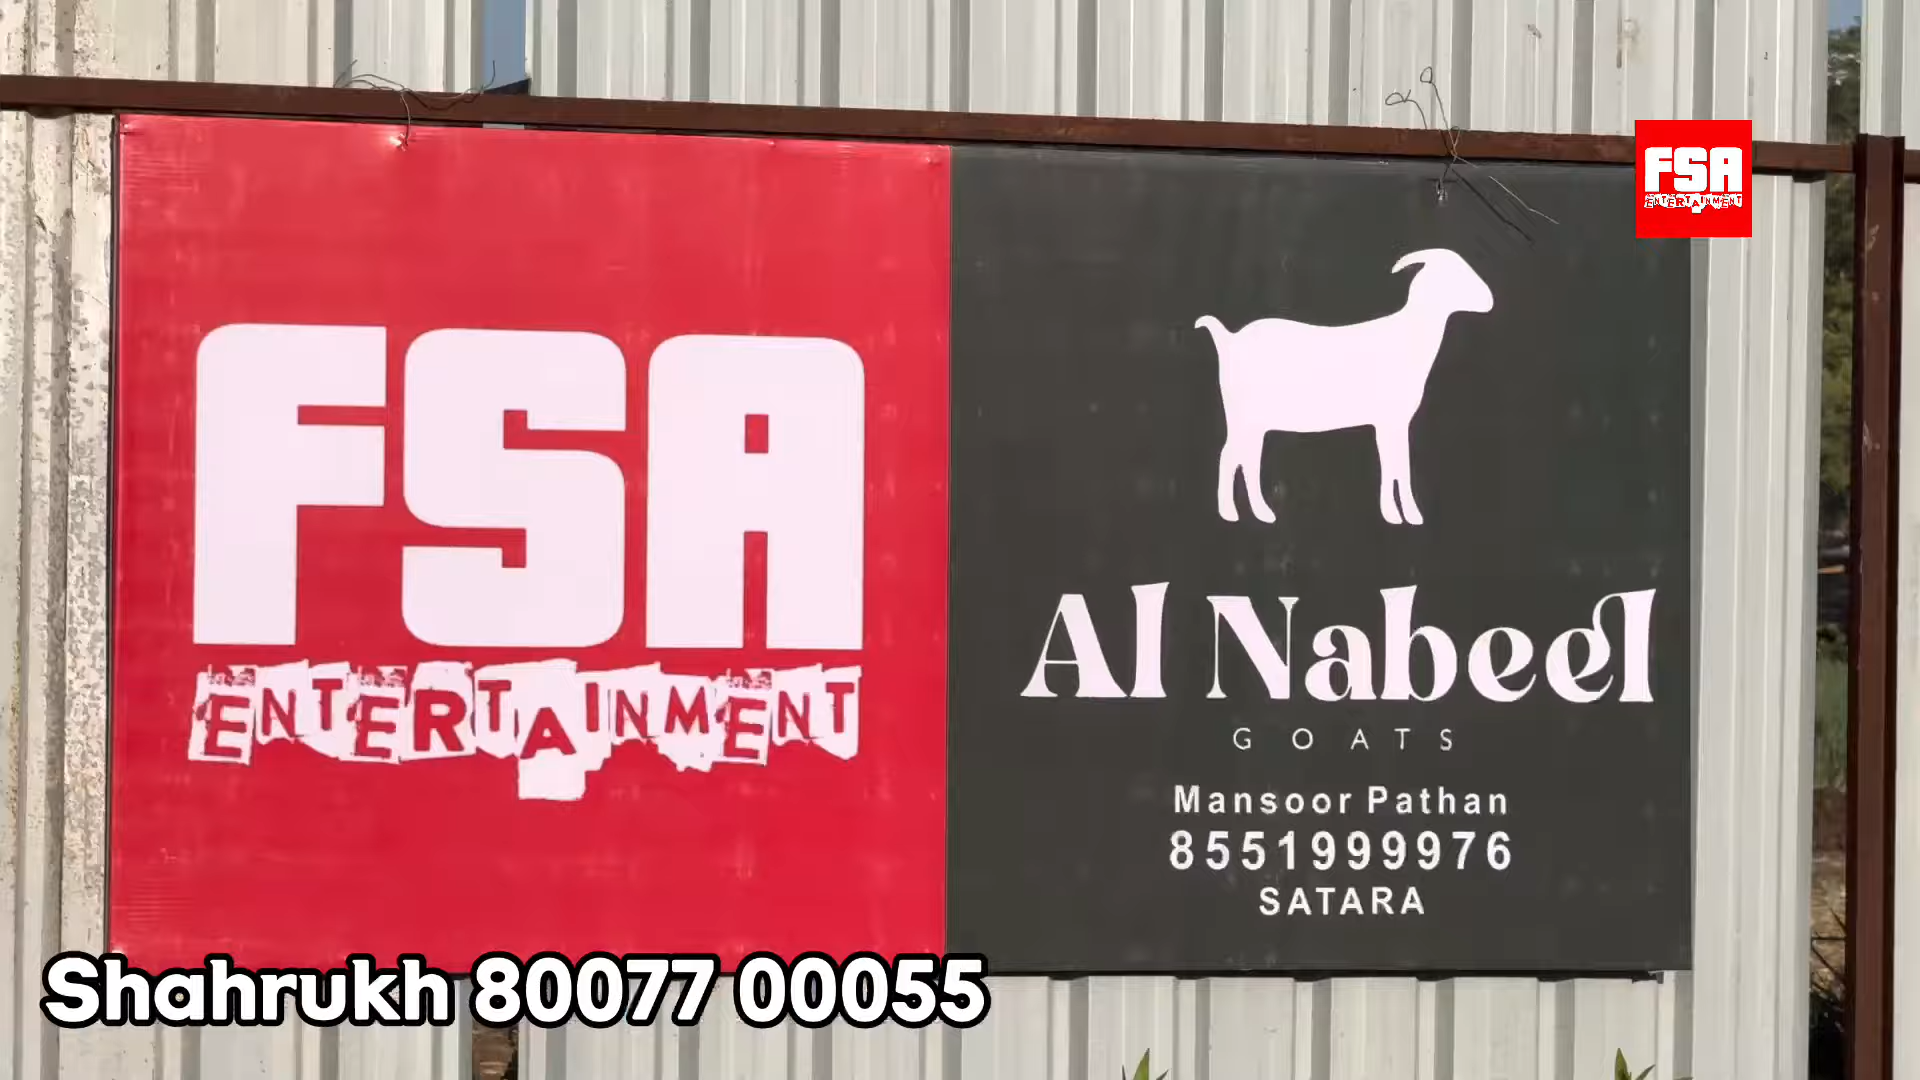 FSA
ENTERTAINMENT
Al Nabeel
GOATS
Mansoor Pathan
8551999976
SATARA
FSA
ENTERTAINMENT
Shahrukh 80077 00055